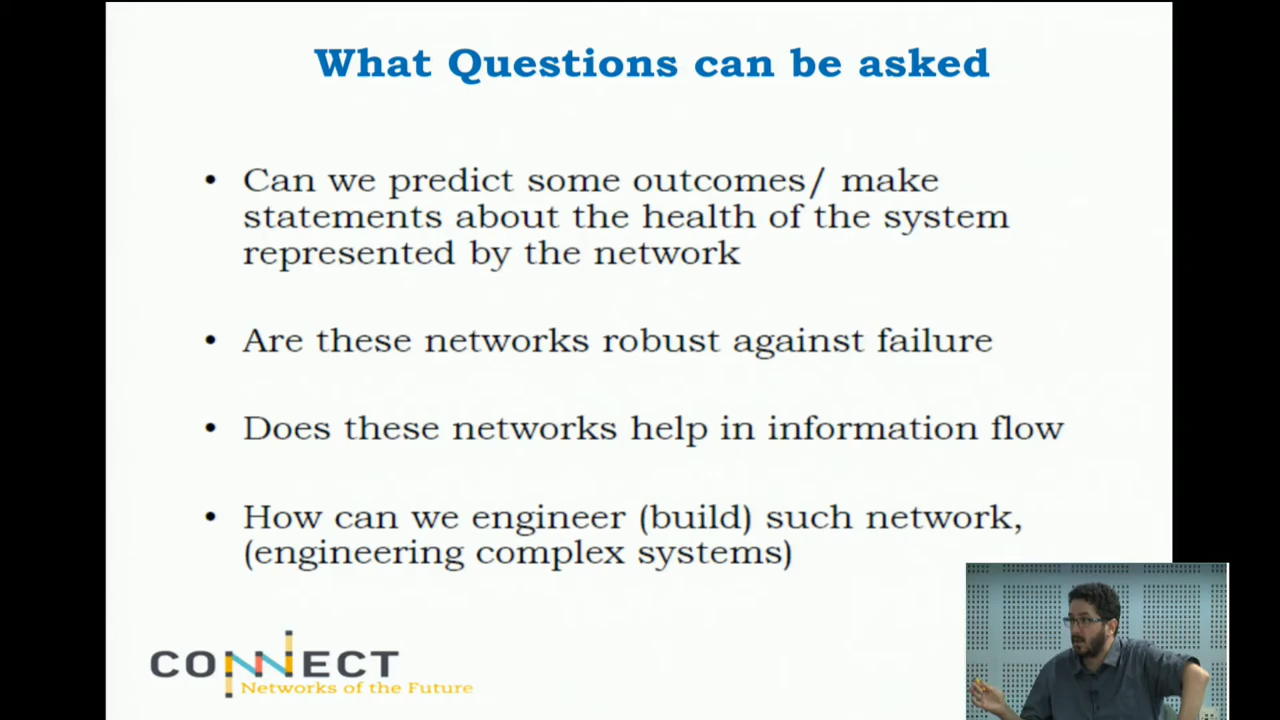 What Questions can be asked
• Can we predict some outcomes/ make
statements about the health of the system
represented by the network
• Are these networks robust against failure
• Does these networks help in information flow
• How can we engineer (build) such network,
(engineering complex systems)
CONNECT
Networks of the Future